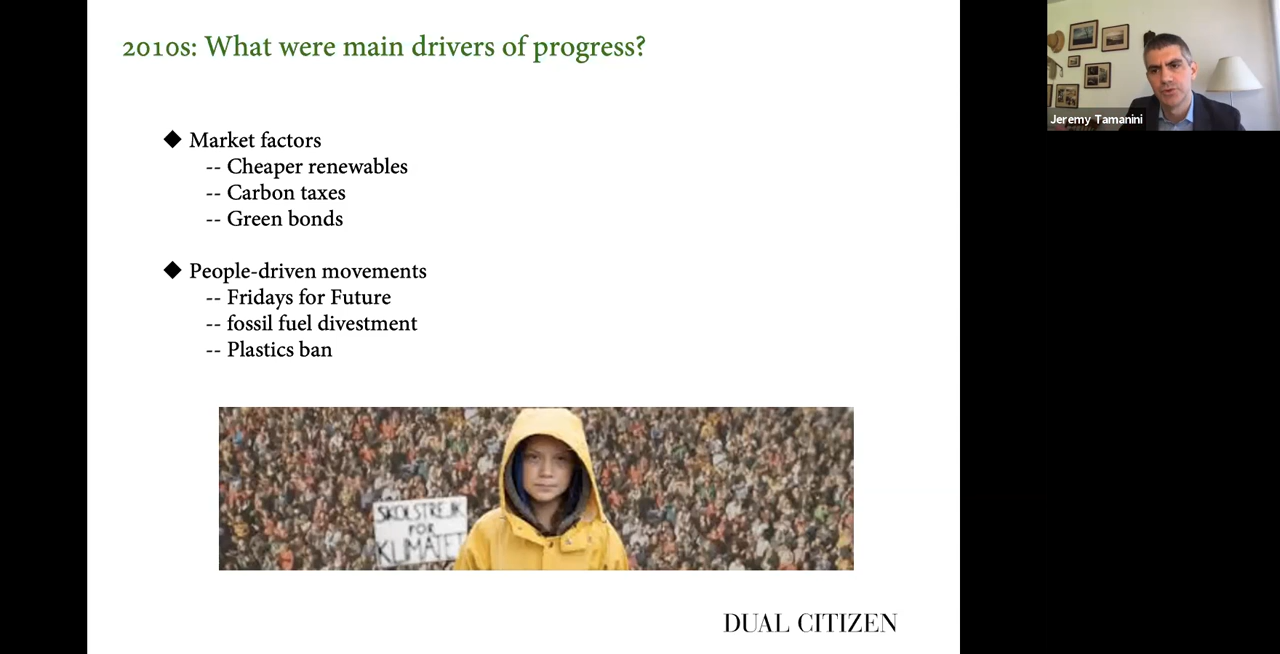 2010s: What were main drivers of progress?
◆ Market factors
-- Cheaper renewables
-- Carbon taxes
-- Green bonds
◆ People-driven movements
-- Fridays for Future
-- fossil fuel divestment
-- Plastics ban
SKOLSTREJK
FÖR
KLIMATET
DUAL CITIZEN
Jeremy Tamanini